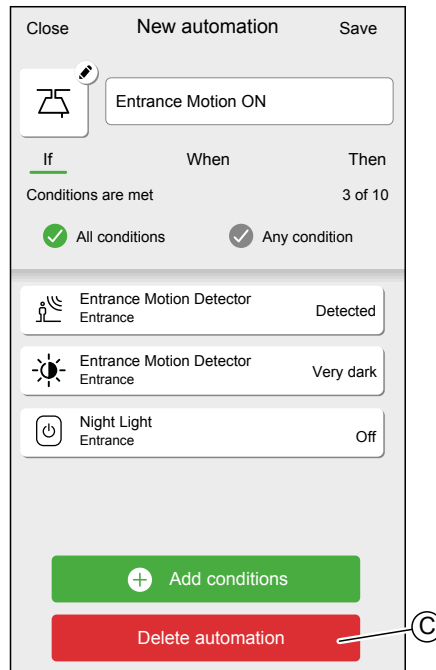 Close New automation Save
Entrance Motion ON
If When Then
Conditions are met 3 of 10
All conditions Any condition
Entrance Motion Detector
Entrance Detected
Entrance Motion Detector
Entrance Very dark
Night Light
Entrance Off
Add conditions
Delete automation C